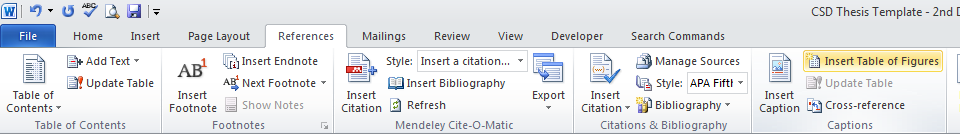 CSD Thesis Template - 2nd D
File Home Insert Page Layout References Mailings Review View Developer Search Commands
Table of Contents
Add Text
Update Table
Table of Contents
AB1
Insert Footnote
Insert Endnote
Next Footnote
Show Notes
Footnotes
Insert Citation
Style: Insert a citation...
Insert Bibliography
Refresh
Export
Mendeley Cite-O-Matic
Insert Citation
Manage Sources
Style: APA Fifth
Bibliography
Citations & Bibliography
Insert Caption
Insert Table of Figures
Update Table
Cross-reference
Captions